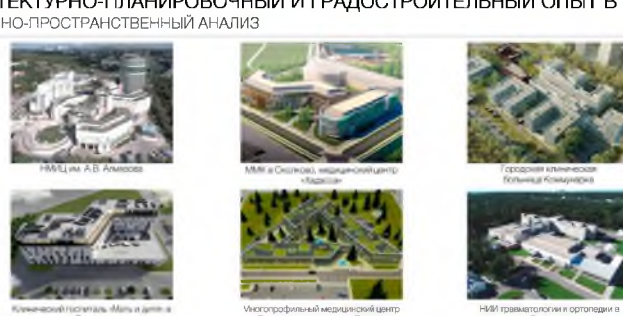 ТЕКТУРНО-ПЛАНИРОВОЧНЫЙ И ГРАДОСТРОИТЕЛЬНЫЙ ОПЫТ В
НО-ПРОСТРАНСТВЕННЫЙ АНАЛИЗ
НМИЦ им. А.В. Алмазова
ММК в Сколково, медицинский центр
«Хадасса»
Городская клиническая
больница Коммунарка
Клинический госпиталь «Мать и дитя» в
Многопрофильный медицинский центр
НИИ травматологии и ортопедии в